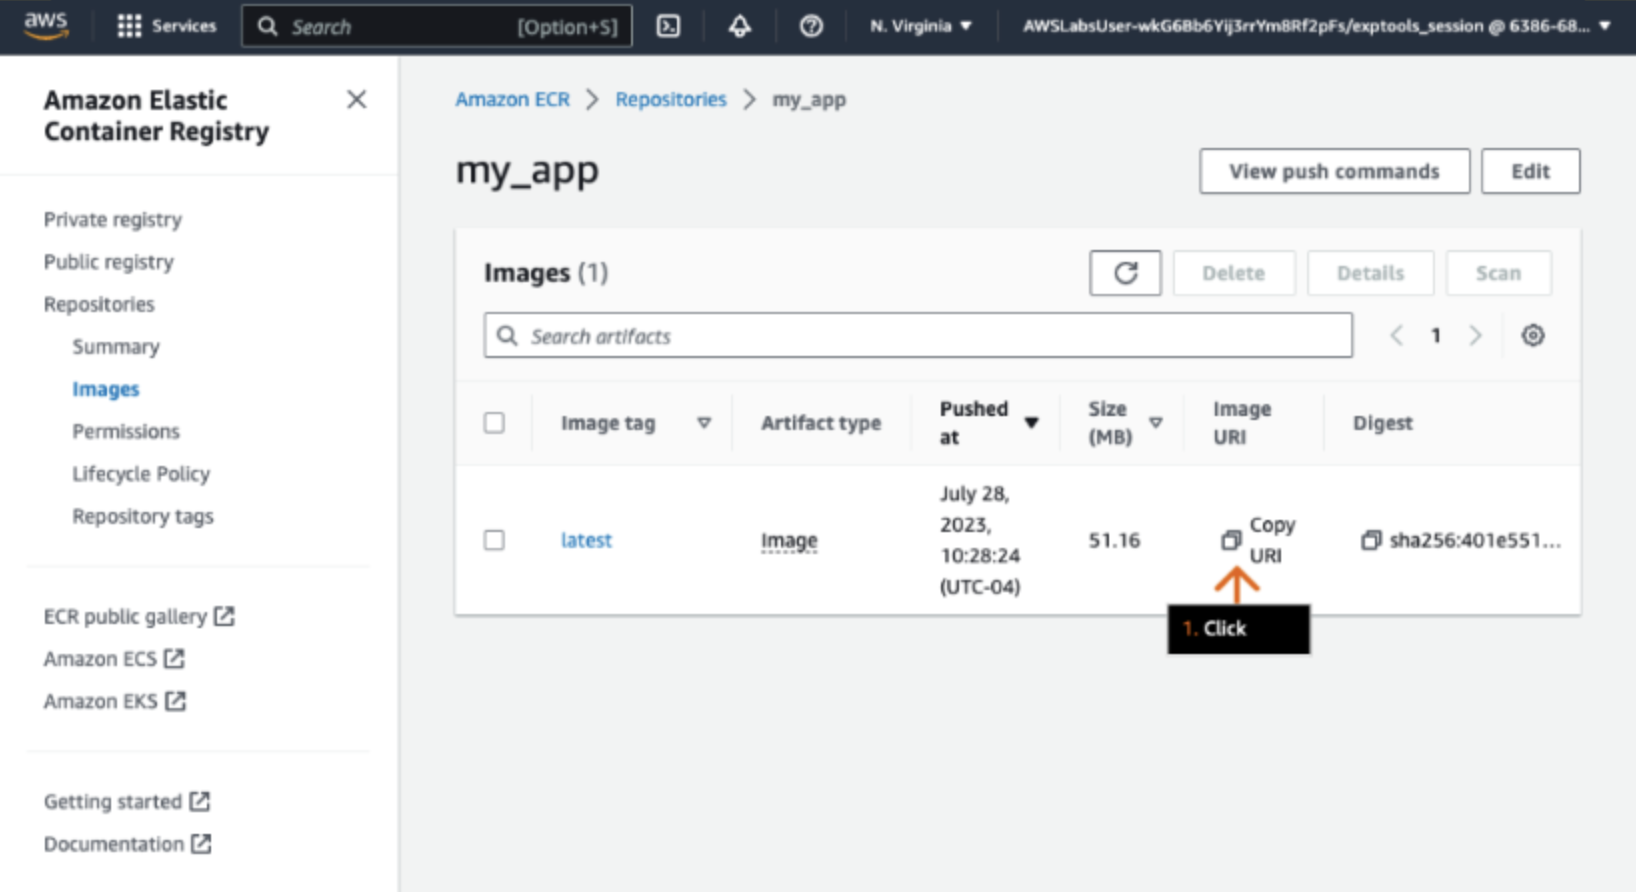 aws
Services
Search [Option+S]
N. Virginia
AWSLabsUser-wkG6Bb6Yij3rrYm8Rf2pFs/exptools_session @ 6386-68...
Amazon Elastic
Container Registry
Private registry
Public registry
Repositories
Summary
Images
Permissions
Lifecycle Policy
Repository tags
ECR public gallery
Amazon ECS
Amazon EKS
Getting started
Documentation
Amazon ECR > Repositories > my_app
my_app
View push commands
Edit
Images (1)
Delete
Details
Scan
Search artifacts
1
Image tag
Artifact type
Pushed
at
Size
(MB)
Image
URI
Digest
latest
Image
July 28,
2023,
10:28:24
(UTC-04)
51.16
Copy
URI
sha256:401e551...
1. Click